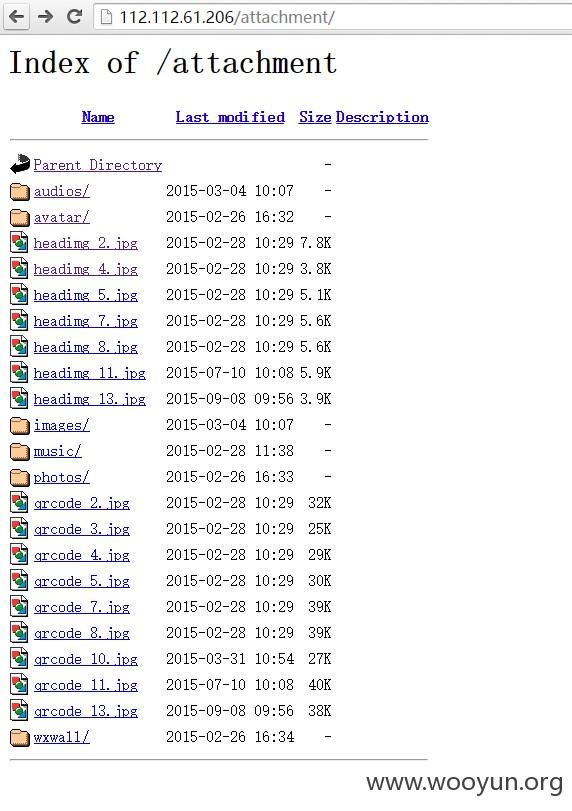 112.112.61.206/attachment/
Index of /attachment
Name Last modified Size Description
Parent Directory -
audios/ 2015-03-04 10:07 -
avatar/ 2015-02-26 16:32 -
headimg_2.jpg 2015-02-28 10:29 7.8K
headimg_4.jpg 2015-02-28 10:29 3.8K
headimg_5.jpg 2015-02-28 10:29 5.1K
headimg_7.jpg 2015-02-28 10:29 5.6K
headimg_8.jpg 2015-02-28 10:29 5.6K
headimg_11.jpg 2015-07-10 10:08 5.9K
headimg_13.jpg 2015-09-08 09:56 3.9K
images/ 2015-03-04 10:07 -
music/ 2015-02-28 11:38 -
photos/ 2015-02-26 16:33 -
qrcode_2.jpg 2015-02-28 10:29 32K
qrcode_3.jpg 2015-02-28 10:29 25K
qrcode_4.jpg 2015-02-28 10:29 29K
qrcode_5.jpg 2015-02-28 10:29 30K
qrcode_7.jpg 2015-02-28 10:29 39K
qrcode_8.jpg 2015-02-28 10:29 39K
qrcode_10.jpg 2015-03-31 10:54 27K
qrcode_11.jpg 2015-07-10 10:08 40K
qrcode_13.jpg 2015-09-08 09:56 38K
wxwall/ 2015-02-26 16:34 -
www.wooyun.org